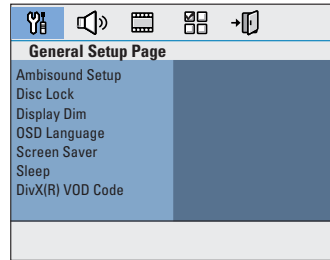 General Setup Page
Ambisound Setup
Disc Lock
Display Dim
OSD Language
Screen Saver
Sleep
DivX(R) VOD Code